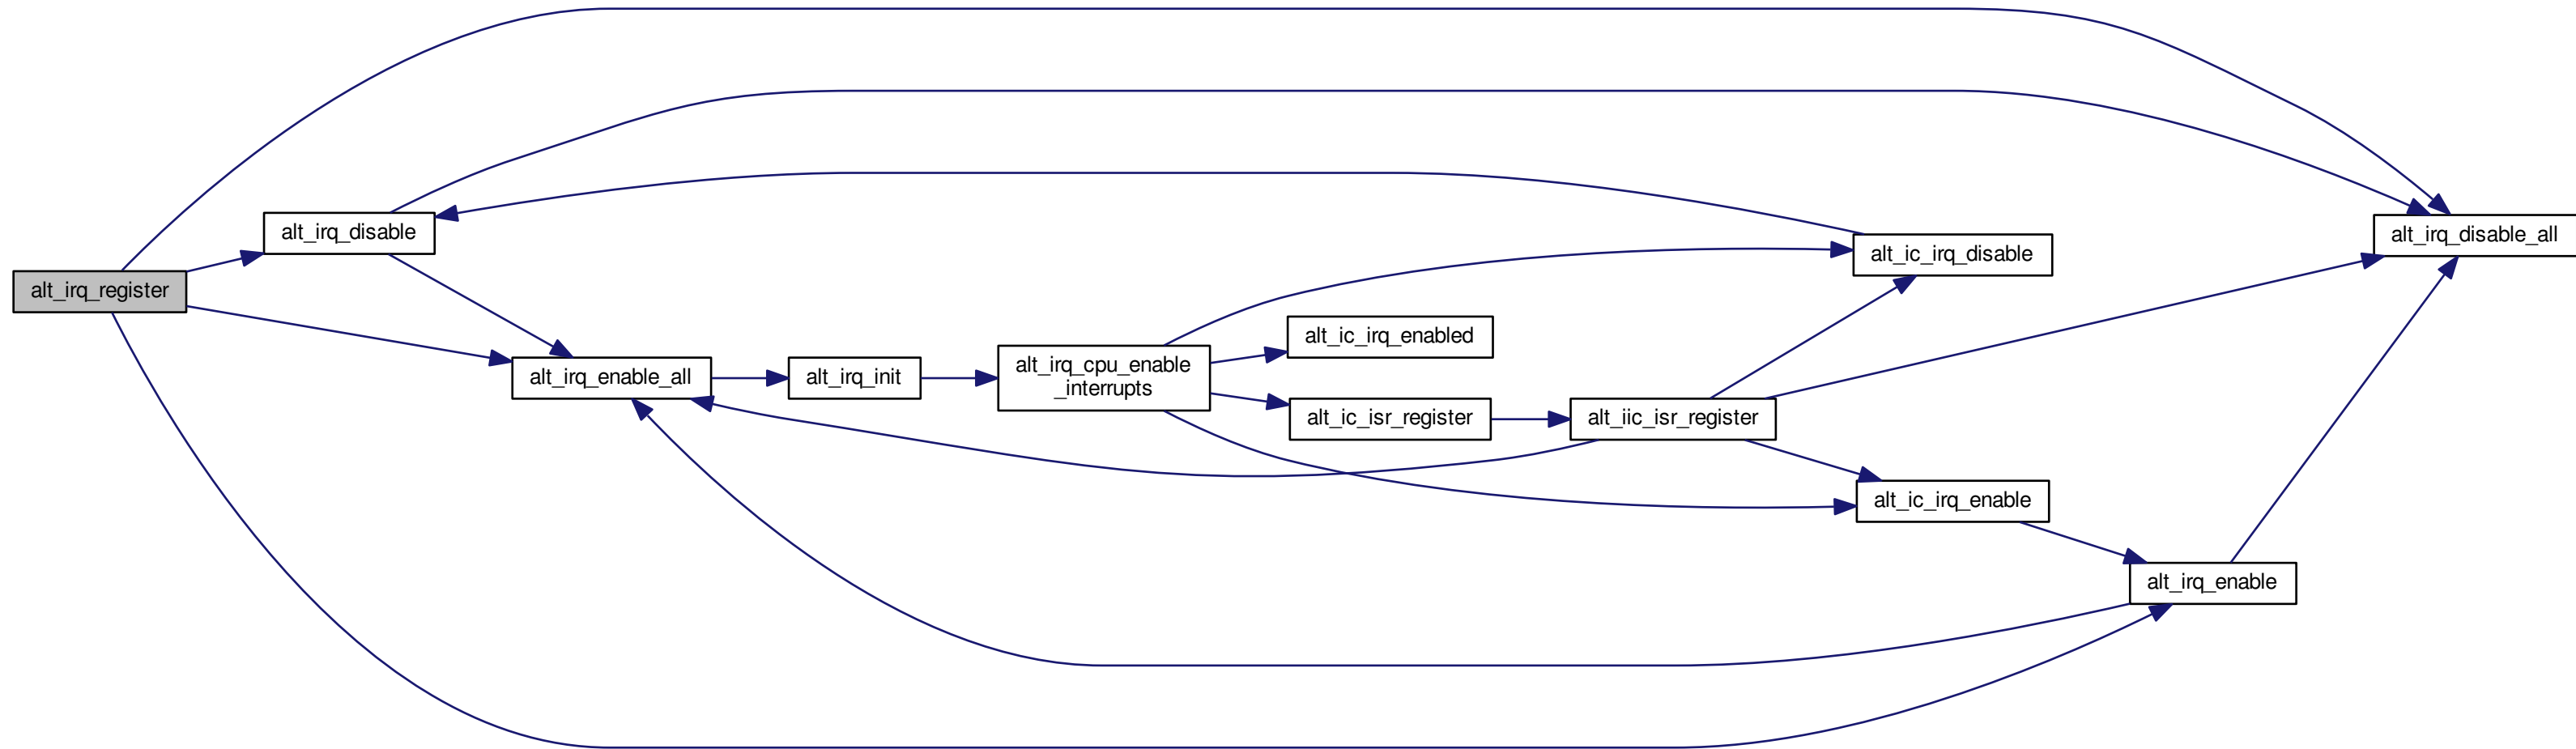 alt_irq_register
alt_irq_disable
alt_irq_enable_all
alt_irq_init
alt_irq_cpu_enable
_interrupts
alt_ic_irq_disable
alt_ic_irq_enabled
alt_ic_isr_register
alt_iic_isr_register
alt_ic_irq_enable
alt_irq_enable
alt_irq_disable_all